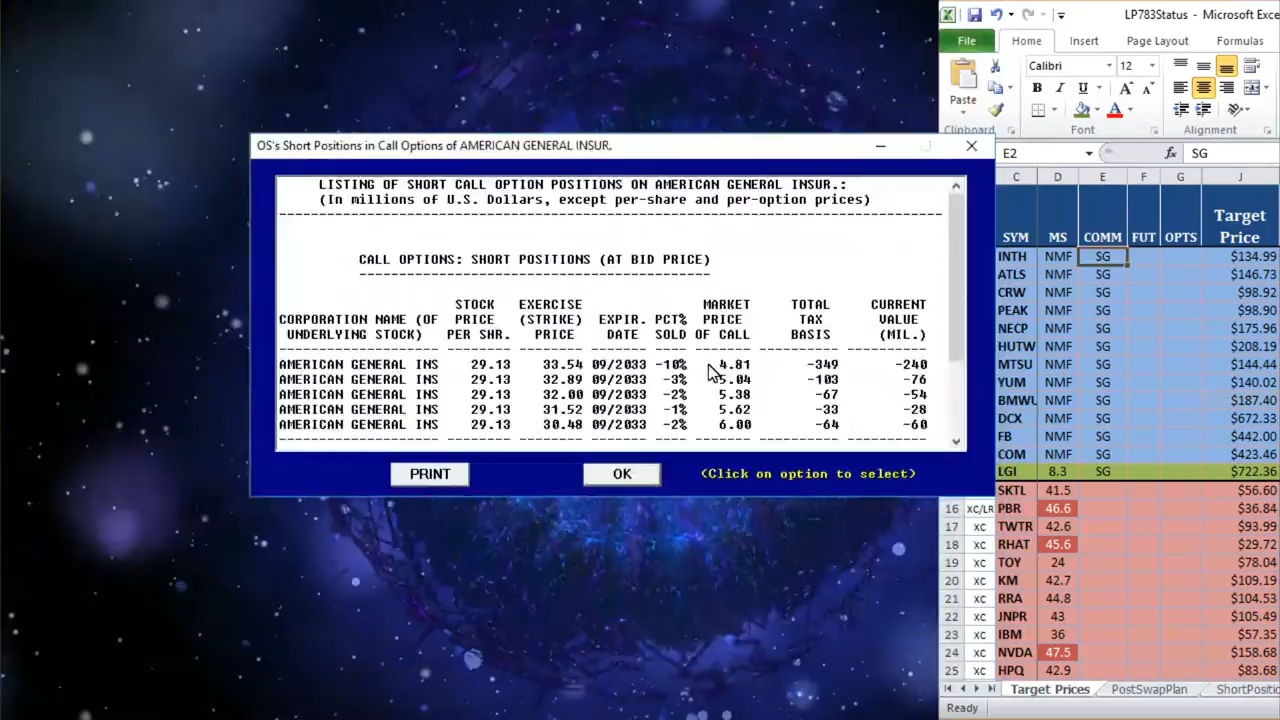 LP783Status - Microsoft Exce
File Home Insert Page Layout Formulas
Calibri 12
Paste B I U
Clipboard Font Alignment
E2 fx SG
OS's Short Positions in Call Options of AMERICAN GENERAL INSUR.
LISTING OF SHORT CALL OPTION POSITIONS ON AMERICAN GENERAL INSUR.:
(In millions of U.S. Dollars, except per-share and per-option prices)
CALL OPTIONS: SHORT POSITIONS (AT BID PRICE)
STOCK EXERCISE MARKET TOTAL CURRENT
CORPORATION NAME (OF PRICE (STRIKE) EXPIR. PCT% PRICE TAX VALUE
UNDERLYING STOCK) PER SHR. PRICE DATE SOLD OF CALL BASIS (MIL.)
AMERICAN GENERAL INS 29.13 33.54 09/2033 -10% 4.81 -349 -240
AMERICAN GENERAL INS 29.13 32.89 09/2033 -3% 5.04 -103 -76
AMERICAN GENERAL INS 29.13 32.00 09/2033 -2% 5.38 -67 -54
AMERICAN GENERAL INS 29.13 31.52 09/2033 -1% 5.62 -33 -28
AMERICAN GENERAL INS 29.13 30.48 09/2033 -2% 6.00 -64 -60
PRINT OK (Click on option to select)
C D E F G J
Target
SYM MS COMM FUT OPTS Price
INTH NMF SG $134.99
ATLS NMF SG $146.73
CRW NMF SG $98.92
PEAK NMF SG $98.90
NECP NMF SG $175.96
HUTW NMF SG $208.19
MTSU NMF SG $144.44
YUM NMF SG $140.02
BMWU NMF SG $187.40
DCX NMF SG $672.33
FB NMF SG $442.00
COM NMF SG $423.46
LGI 8.3 SG $722.36
SKTL 41.5 $56.60
16 XC/LR PBR 46.6 $36.84
17 XC TWTR 42.6 $93.99
18 XC RHAT 45.6 $29.72
19 XC TOY 24 $78.04
20 XC KM 42.7 $109.19
21 XC RRA 44.8 $104.53
22 XC JNPR 43 $105.49
23 XC IBM 36 $57.35
24 XC NVDA 47.5 $158.68
25 XC HPQ 42.9 $83.68
Target Prices PostSwapPlan ShortPositio
Ready